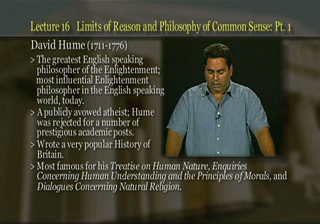 Lecture 16   Limits of Reason and Philosophy of Common Sense: Pt. 1
David Hume (1711-1776)
> The greatest English speaking
philosopher of the Enlightenment;
most influential Enlightenment
philosopher in the English speaking
world, today.
> A publicly avowed atheist; Hume
was rejected for a number of
prestigious academic posts.
> Wrote a very popular History of
Britain.
> Most famous for his Treatise on Human Nature, Enquiries
Concerning Human Understanding and the Principles of Morals, and
Dialogues Concerning Natural Religion.